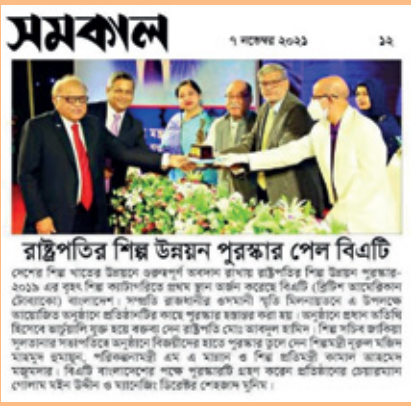 সমকাল
৭ নভেম্বর ২০২১
১২
রাষ্ট্রপতির শিল্প উন্নয়ন পুরস্কার পেল বিএটি
দেশের শিল্প খাতের উন্নয়নে গুরুত্বপূর্ণ অবদান রাখায় রাষ্ট্রপতির শিল্প উন্নয়ন পুরস্কার-
২০১৯ এর বৃহৎ শিল্প ক্যাটাগরিতে প্রথম স্থান অর্জন করেছে বিএটি (ব্রিটিশ আমেরিকান
টোব্যাকো) বাংলাদেশ। সম্প্রতি রাজধানীর ওসমানী স্মৃতি মিলনায়তনে এ উপলক্ষে
আয়োজিত অনুষ্ঠানে প্রতিষ্ঠানটির কাছে পুরস্কার হস্তান্তর করা হয়। অনুষ্ঠানে প্রধান অতিথি
হিসেবে ভার্চুয়ালি যুক্ত হয়ে বক্তব্য দেন রাষ্ট্রপতি মোঃ আবদুল হামিদ। শিল্প সচিব জাকিয়া
সুলতানার সভাপতিত্বে অনুষ্ঠানে বিজয়ীদের হাতে পুরস্কার তুলে দেন শিল্পমন্ত্রী নূরুল মজিদ
মাহমুদ হুমায়ূন, পরিকল্পনামন্ত্রী এম এ মান্নান ও শিল্প প্রতিমন্ত্রী কামাল আহমেদ
মজুমদার। বিএটি বাংলাদেশের পক্ষে পুরস্কারটি গ্রহণ করেন প্রতিষ্ঠানের চেয়ারম্যান
গোলাম মইন উদ্দীন ও ম্যানেজিং ডিরেক্টর শেহজাদ মুনিম।